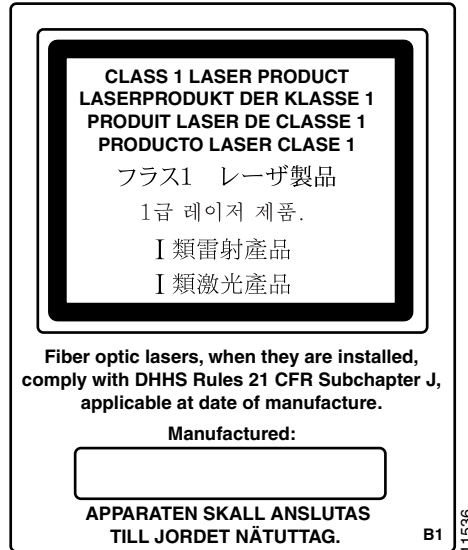 CLASS 1 LASER PRODUCT
LASERPRODUKT DER KLASSE 1
PRODUIT LASER DE CLASSE 1
PRODUCTO LASER CLASE 1
フラス1 レーザ製品
1급 레이저 제품.
I 類雷射產品
I 類激光產品
Fiber optic lasers, when they are installed,
comply with DHHS Rules 21 CFR Subchapter J,
applicable at date of manufacture.
Manufactured:
APPARATEN SKALL ANSLUTAS
TILL JORDET NÄTUTTAG.
B1
11536